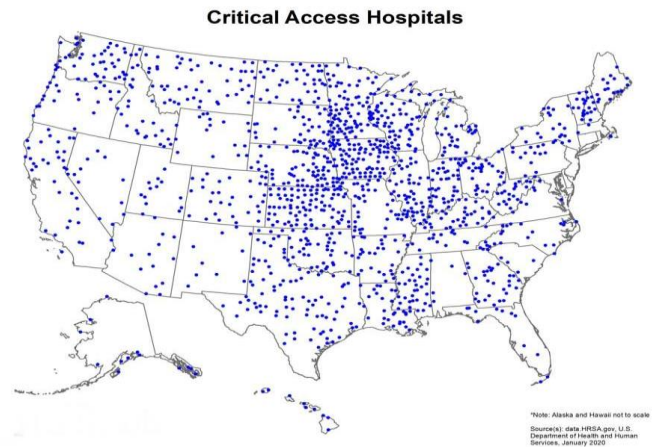 Critical Access Hospitals
*Note: Alaska and Hawaii not to scale
Source(s): data.HRSA.gov, U.S.
Department of Health and Human
Services, January 2020